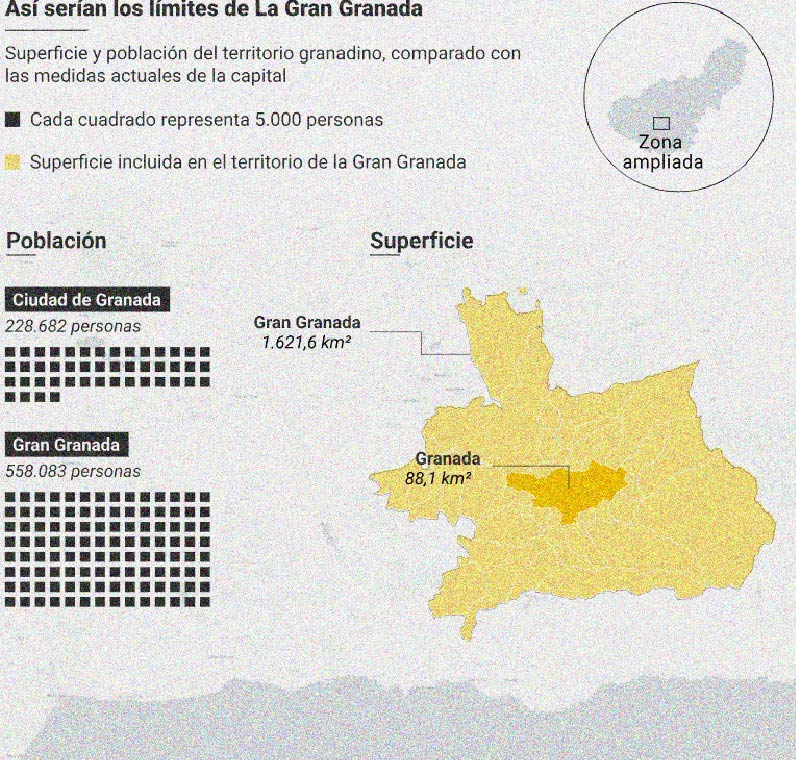 Así serían los límites de La Gran Granada
Superficie y población del territorio granadino, comparado con
las medidas actuales de la capital
Cada cuadrado representa 5.000 personas
Superficie incluida en el territorio de la Gran Granada
Zona
ampliada
Población
Ciudad de Granada
228.682 personas
Gran Granada
558.083 personas
Superficie
Gran Granada
1.621,6 km²
Granada
88,1 km²